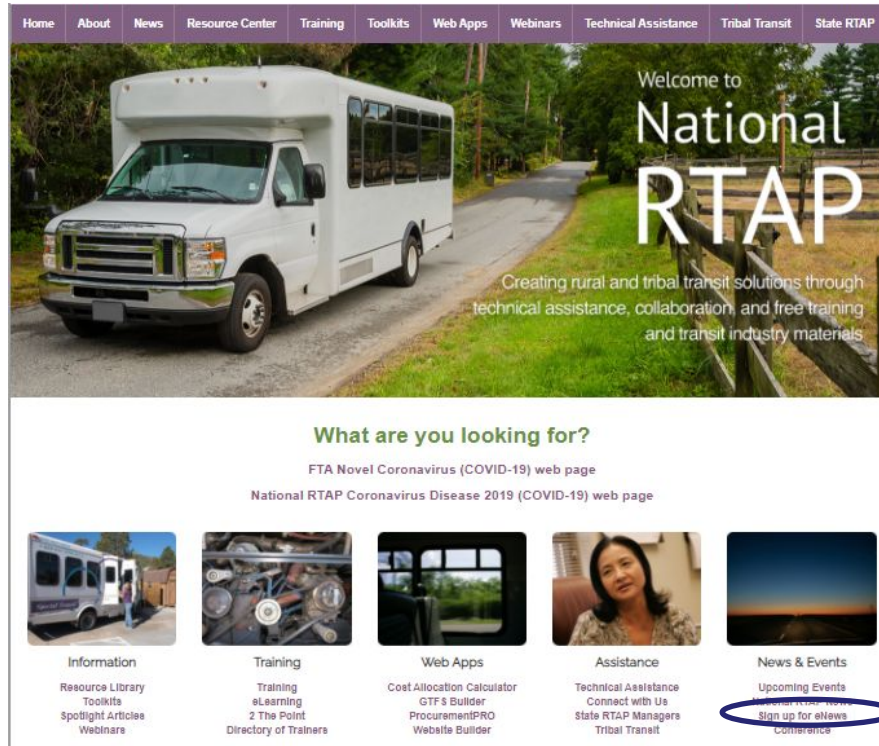 Home About News Resource Center Training Toolkits Web Apps Webinars Technical Assistance Tribal Transit State RTAP
Welcome to
National
RTAP
Creating rural and tribal transit solutions through
technical assistance, collaboration, and free training
and transit industry materials
What are you looking for?
FTA Novel Coronavirus (COVID-19) web page
National RTAP Coronavirus Disease 2019 (COVID-19) web page
Information
Resource Library
Toolkits
Spotlight Articles
Webinars
Training
Training
eLearning
2 The Point
Directory of Trainers
Web Apps
Cost Allocation Calculator
GTFS Builder
ProcurementPRO
Website Builder
Assistance
Technical Assistance
Connect with Us
State RTAP Managers
Tribal Transit
News & Events
Upcoming Events
National RTAP News
Sign up for eNews
Conference